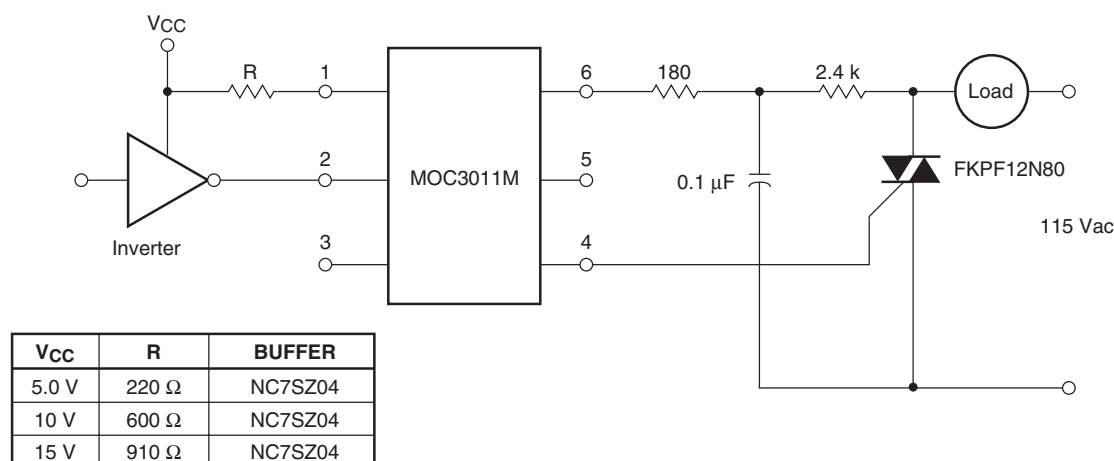 VCC
R
1
6
180
2.4 k
Load
2
MOC3011M
5
0.1 μF
FKPF12N80
Inverter
3
4
115 Vac
VCC R BUFFER
5.0 V 220 Ω NC7SZ04
10 V 600 Ω NC7SZ04
15 V 910 Ω NC7SZ04